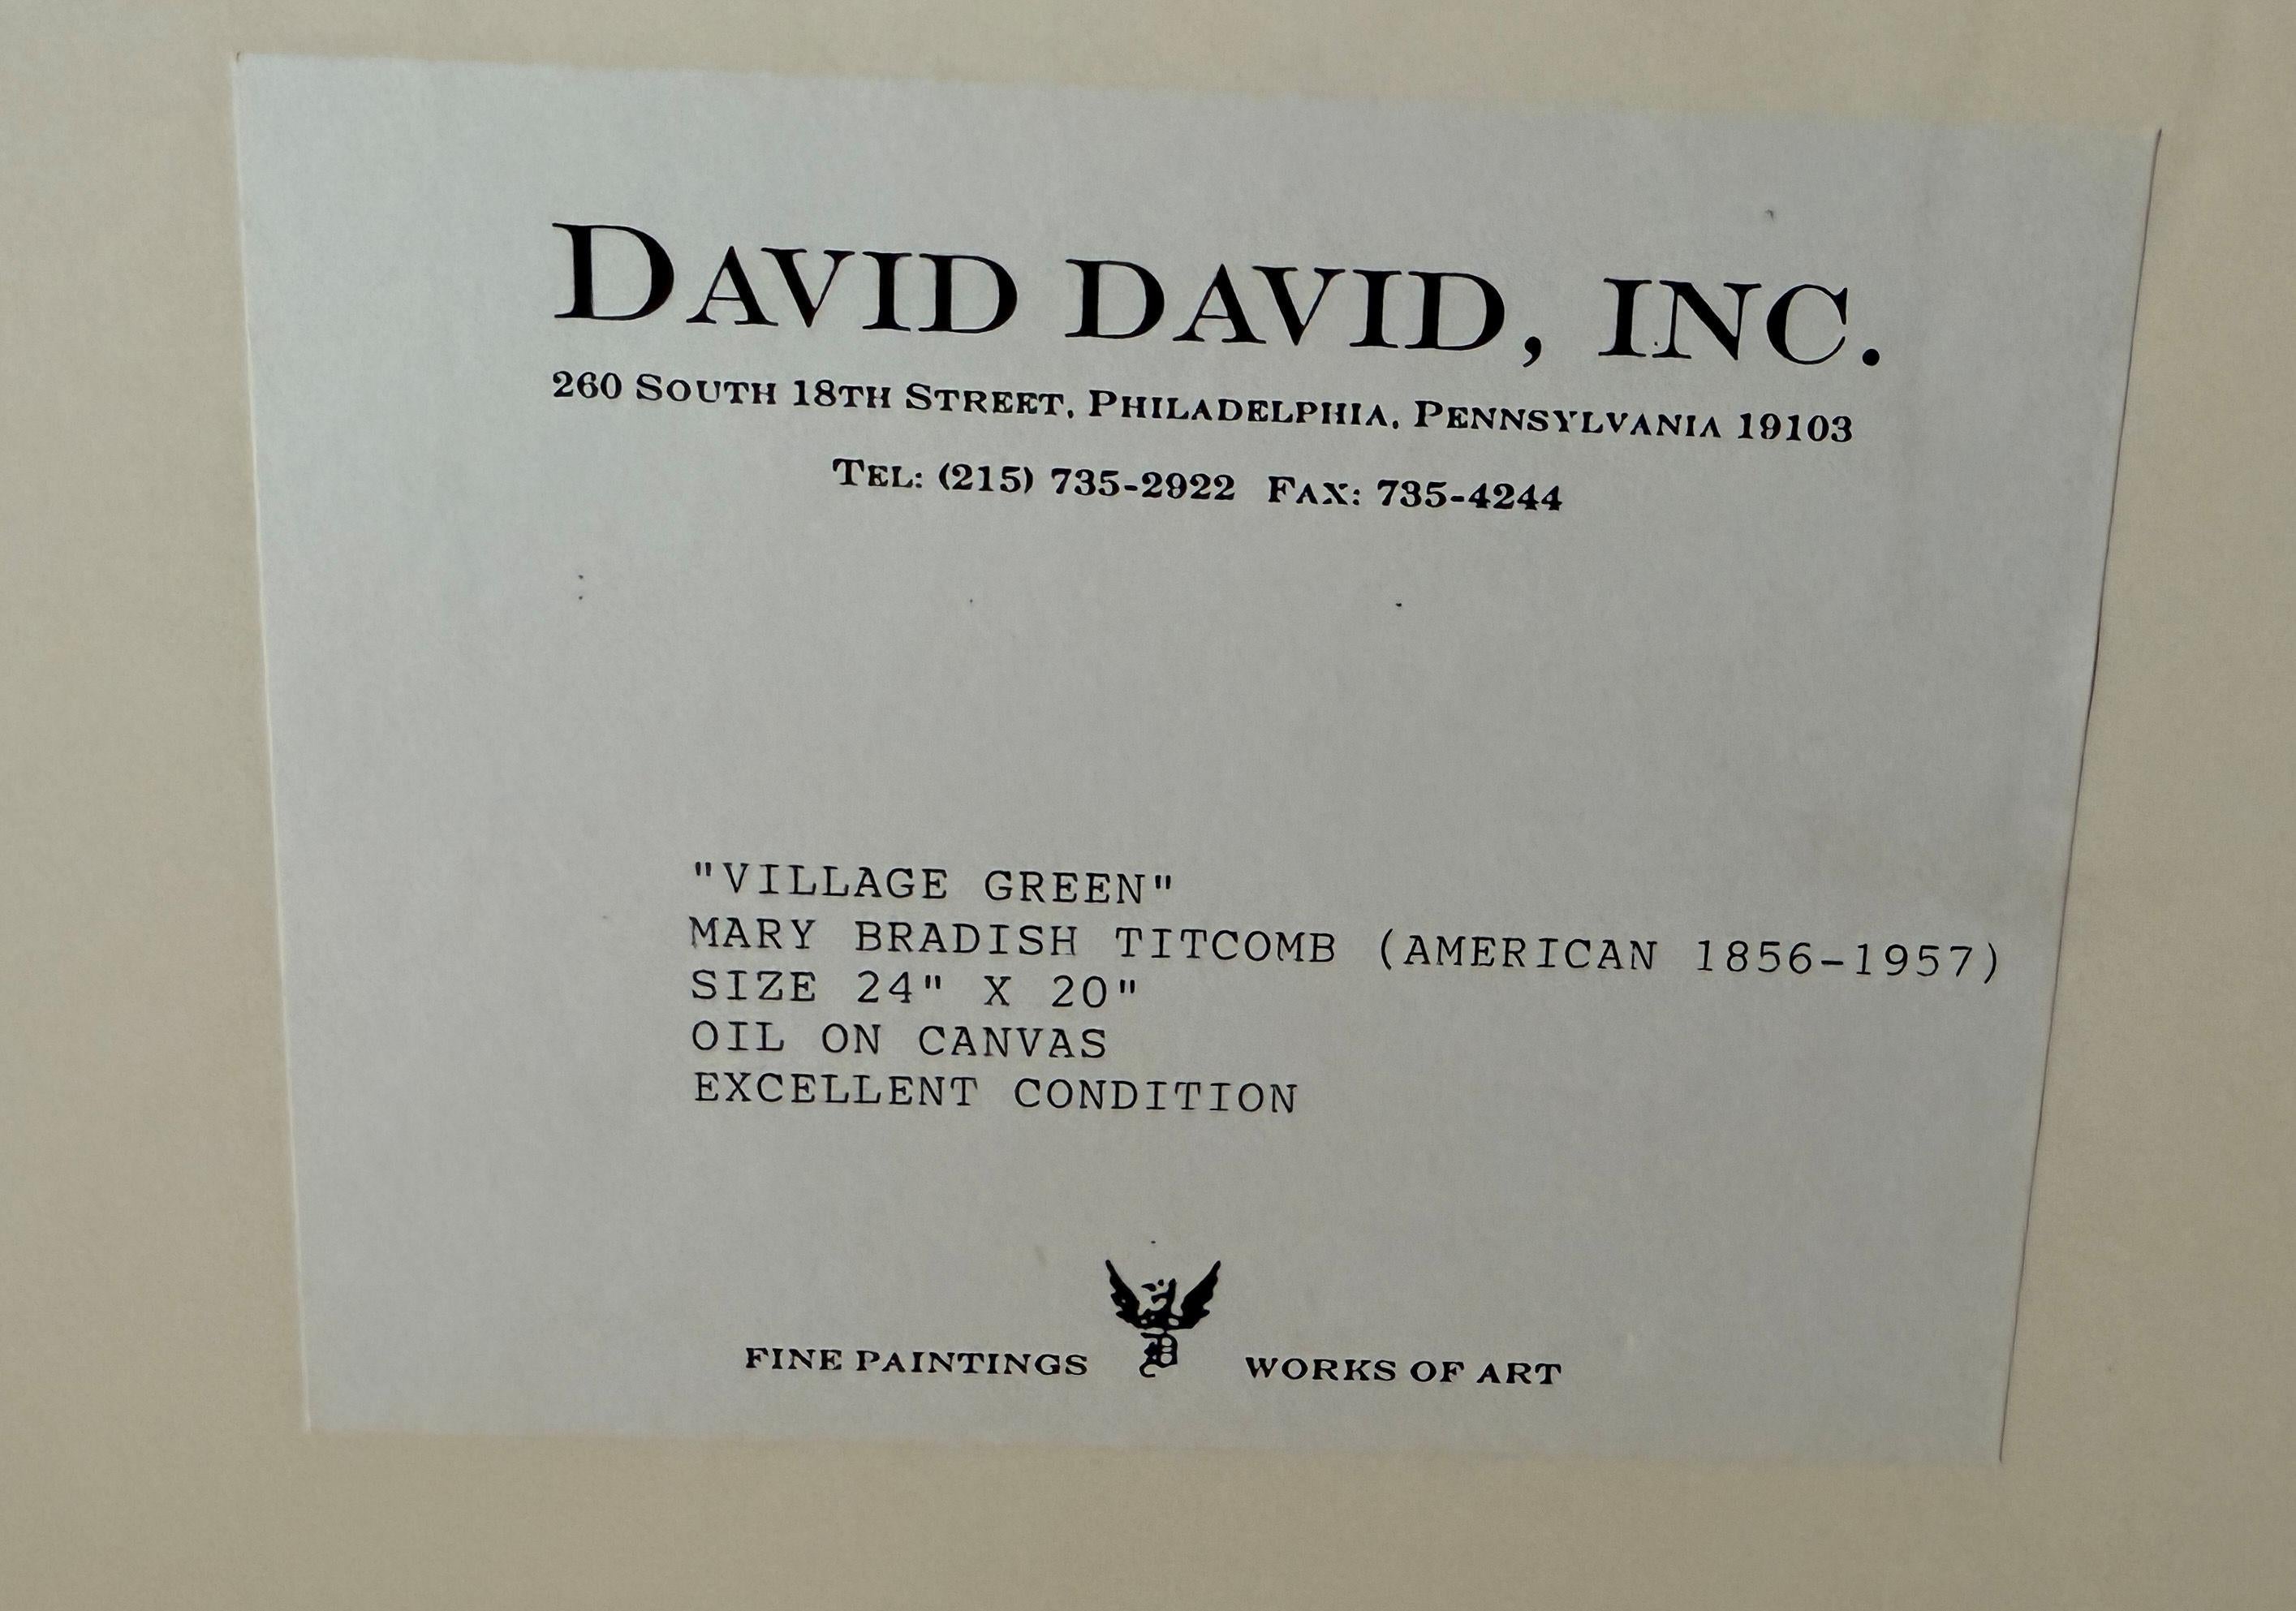 DAVID DAVID, INC.
260 SOUTH 18TH STREET, PHILADELPHIA, PENNSYLVANIA 19103
TEL: (215) 735-2922 FAX: 735-4244
"VILLAGE GREEN"
MARY BRADISH TITCOMB (AMERICAN 1856-1957)
SIZE 24" X 20"
OIL ON CANVAS
EXCELLENT CONDITION
D
FINE PAINTINGS WORKS OF ART